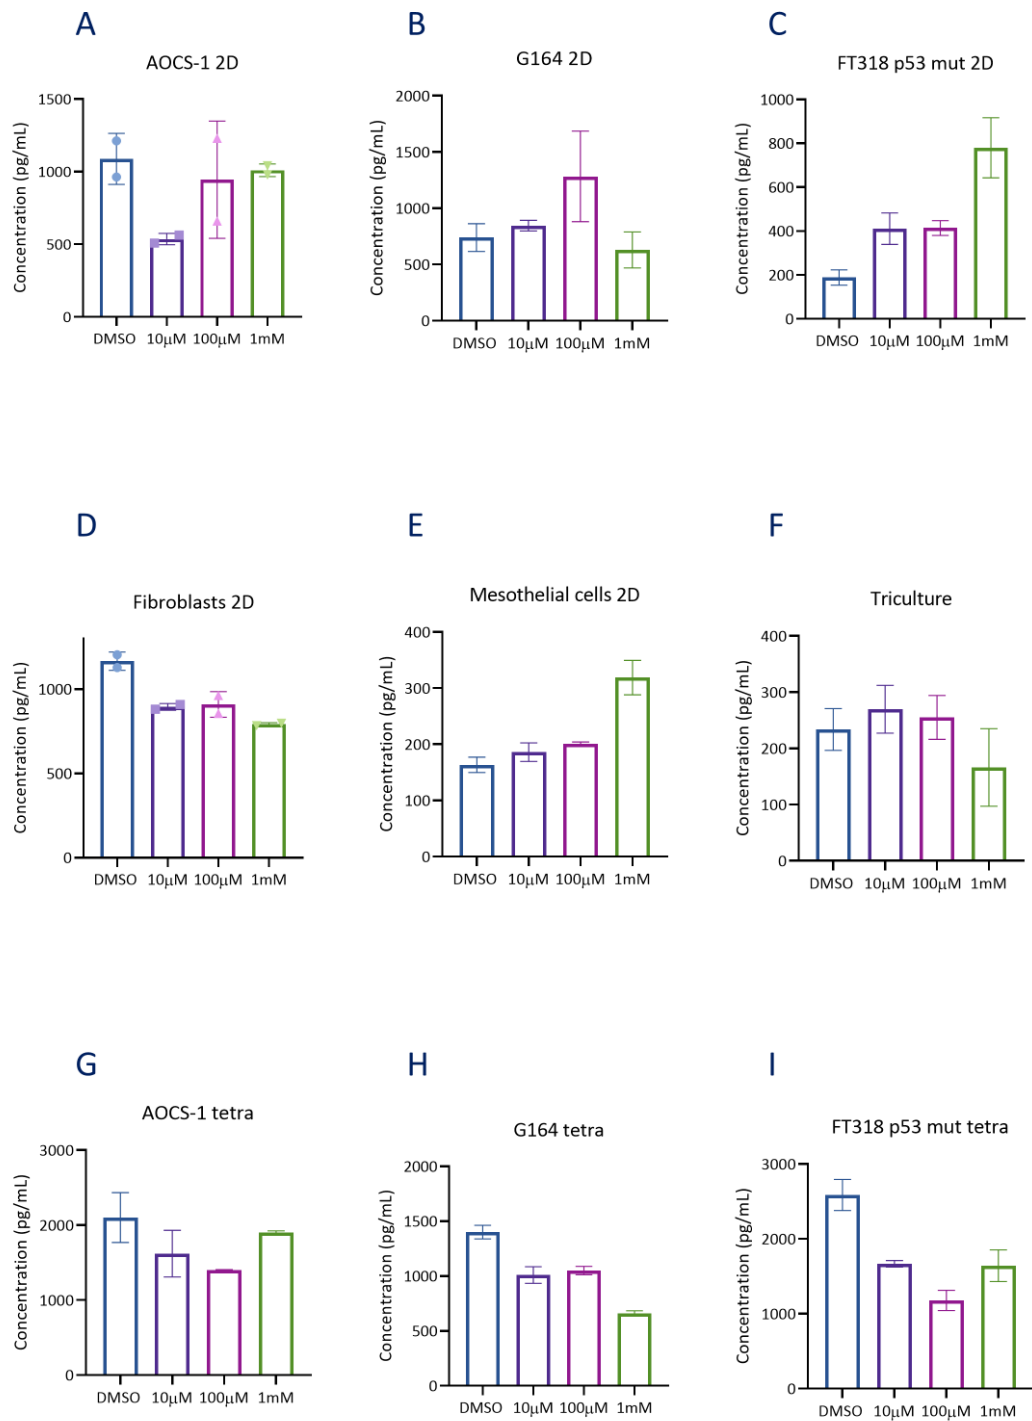 A
AOCS-1 2D
Concentration (pg/mL)
1500
1000
500
0
DMSO 10μM 100μM 1mM
B
G164 2D
Concentration (pg/mL)
2000
1500
1000
500
0
DMSO 10μM 100μM 1mM
C
FT318 p53 mut 2D
Concentration (pg/mL)
1000
800
600
400
200
0
DMSO 10μM 100μM 1mM
D
Fibroblasts 2D
Concentration (pg/mL)
1000
500
0
DMSO 10μM 100μM 1mM
E
Mesothelial cells 2D
Concentration (pg/mL)
400
300
200
100
0
DMSO 10μM 100μM 1mM
F
Triculture
Concentration (pg/mL)
400
300
200
100
0
DMSO 10μM 100μM 1mM
G
AOCS-1 tetra
Concentration (pg/mL)
3000
2000
1000
0
DMSO 10μM 100μM 1mM
H
G164 tetra
Concentration (pg/mL)
2000
1500
1000
500
0
DMSO 10μM 100μM 1mM
I
FT318 p53 mut tetra
Concentration (pg/mL)
3000
2000
1000
0
DMSO 10μM 100μM 1mM